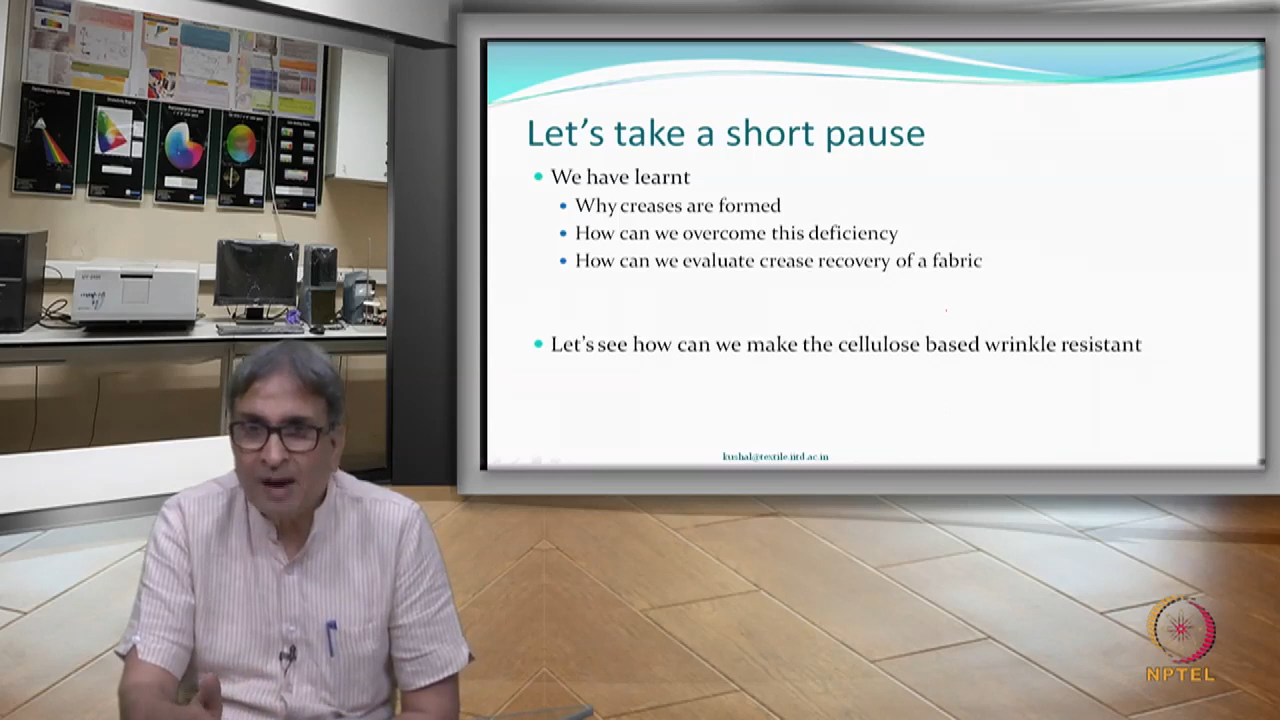 Let's take a short pause
• We have learnt
• Why creases are formed
• How can we overcome this deficiency
• How can we evaluate crease recovery of a fabric
• Let's see how can we make the cellulose based wrinkle resistant
kushal@textile.iitd.ac.in
NPTEL